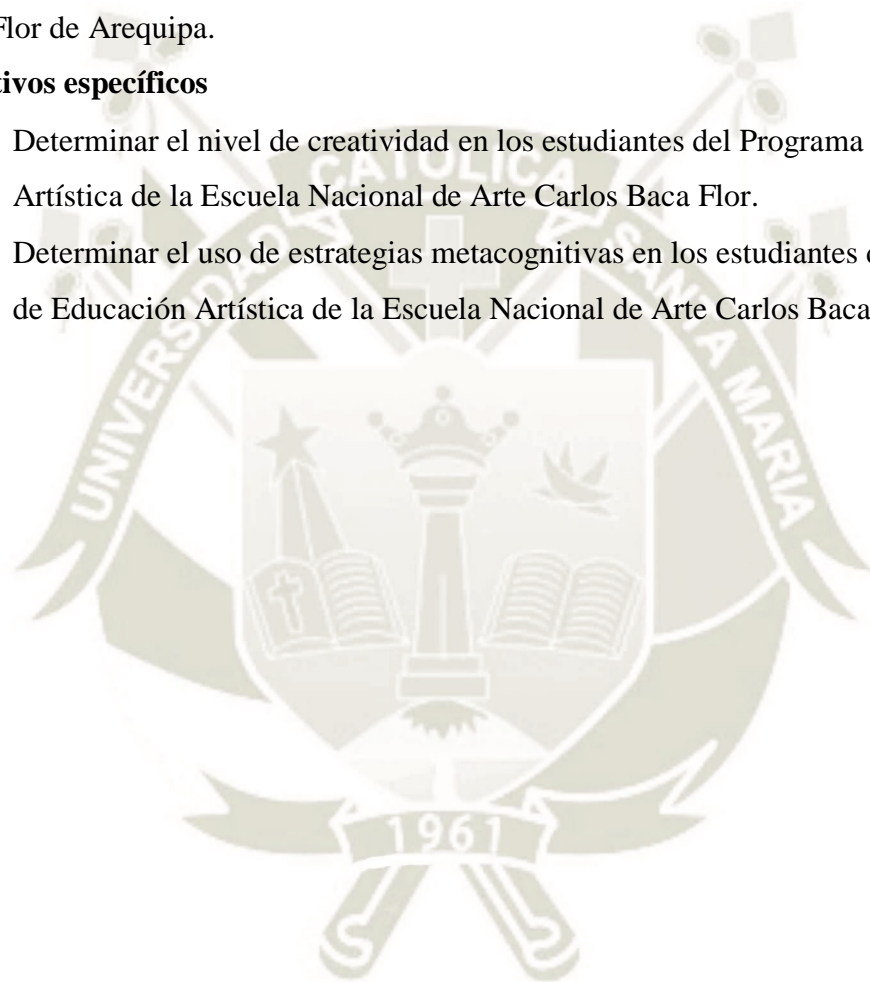 Flor de Arequipa.
tivos específicos
Determinar el nivel de creatividad en los estudiantes del Programa
Artística de la Escuela Nacional de Arte Carlos Baca Flor.
Determinar el uso de estrategias metacognitivas en los estudiantes
de Educación Artística de la Escuela Nacional de Arte Carlos Baca
UNIVERSIDAD CATOLICA SANTA MARIA
1961